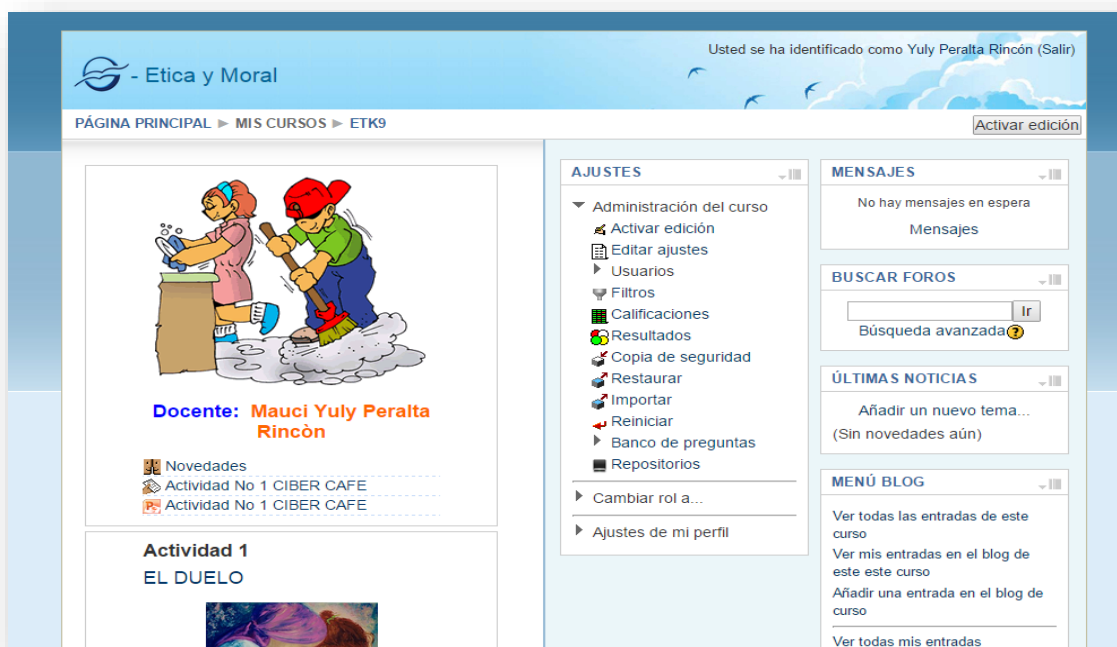 Usted se ha identificado como Yuly Peralta Rincón (Salir)
- Etica y Moral
PÁGINA PRINCIPAL ► MIS CURSOS ► ETK9
Activar edición
Docente: Mauci Yuly Peralta
Rincòn
Novedades
Actividad No 1 CIBER CAFE
Actividad No 1 CIBER CAFE
Actividad 1
EL DUELO
AJUSTES
Administración del curso
Activar edición
Editar ajustes
Usuarios
Filtros
Calificaciones
Resultados
Copia de seguridad
Restaurar
Importar
Reiniciar
Banco de preguntas
Repositorios
Cambiar rol a...
Ajustes de mi perfil
MENSAJES
No hay mensajes en espera
Mensajes
BUSCAR FOROS
Ir
Búsqueda avanzada?
ÚLTIMAS NOTICIAS
Añadir un nuevo tema...
(Sin novedades aún)
MENÚ BLOG
Ver todas las entradas de este
curso
Ver mis entradas en el blog de
este este curso
Añadir una entrada en el blog de
curso
Ver todas mis entradas